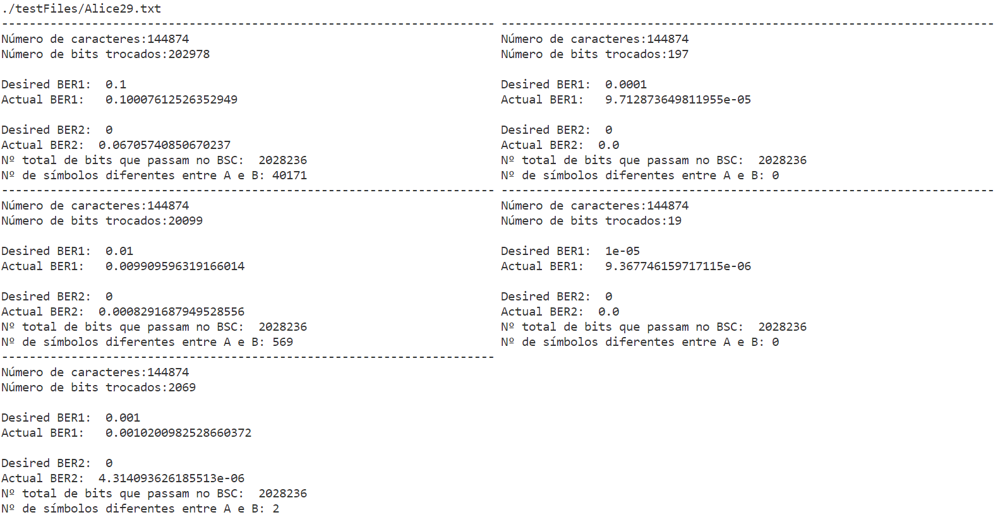 ./testFiles/Alice29.txt
-----------------------------------------------------------------------
Número de caracteres:144874
Número de bits trocados:202978
Desired BER1:  0.1
Actual BER1:   0.10007612526352949
Desired BER2:  0
Actual BER2:  0.06705740850670237
Nº total de bits que passam no BSC:  2028236
Nº de símbolos diferentes entre A e B: 40171
-----------------------------------------------------------------------
Número de caracteres:144874
Número de bits trocados:20099
Desired BER1:  0.01
Actual BER1:   0.009909596319166014
Desired BER2:  0
Actual BER2:  0.0008291687949528556
Nº total de bits que passam no BSC:  2028236
Nº de símbolos diferentes entre A e B: 569
-----------------------------------------------------------------------
Número de caracteres:144874
Número de bits trocados:2069
Desired BER1:  0.001
Actual BER1:   0.0010200982528660372
Desired BER2:  0
Actual BER2:  4.314093626185513e-06
Nº total de bits que passam no BSC:  2028236
Nº de símbolos diferentes entre A e B: 2
-----------------------------------------------------------------------
Número de caracteres:144874
Número de bits trocados:197
Desired BER1:  0.0001
Actual BER1:   9.712873649811955e-05
Desired BER2:  0
Actual BER2:  0.0
Nº total de bits que passam no BSC:  2028236
Nº de símbolos diferentes entre A e B: 0
-----------------------------------------------------------------------
Número de caracteres:144874
Número de bits trocados:19
Desired BER1:  1e-05
Actual BER1:   9.367746159717115e-06
Desired BER2:  0
Actual BER2:  0.0
Nº total de bits que passam no BSC:  2028236
Nº de símbolos diferentes entre A e B: 0